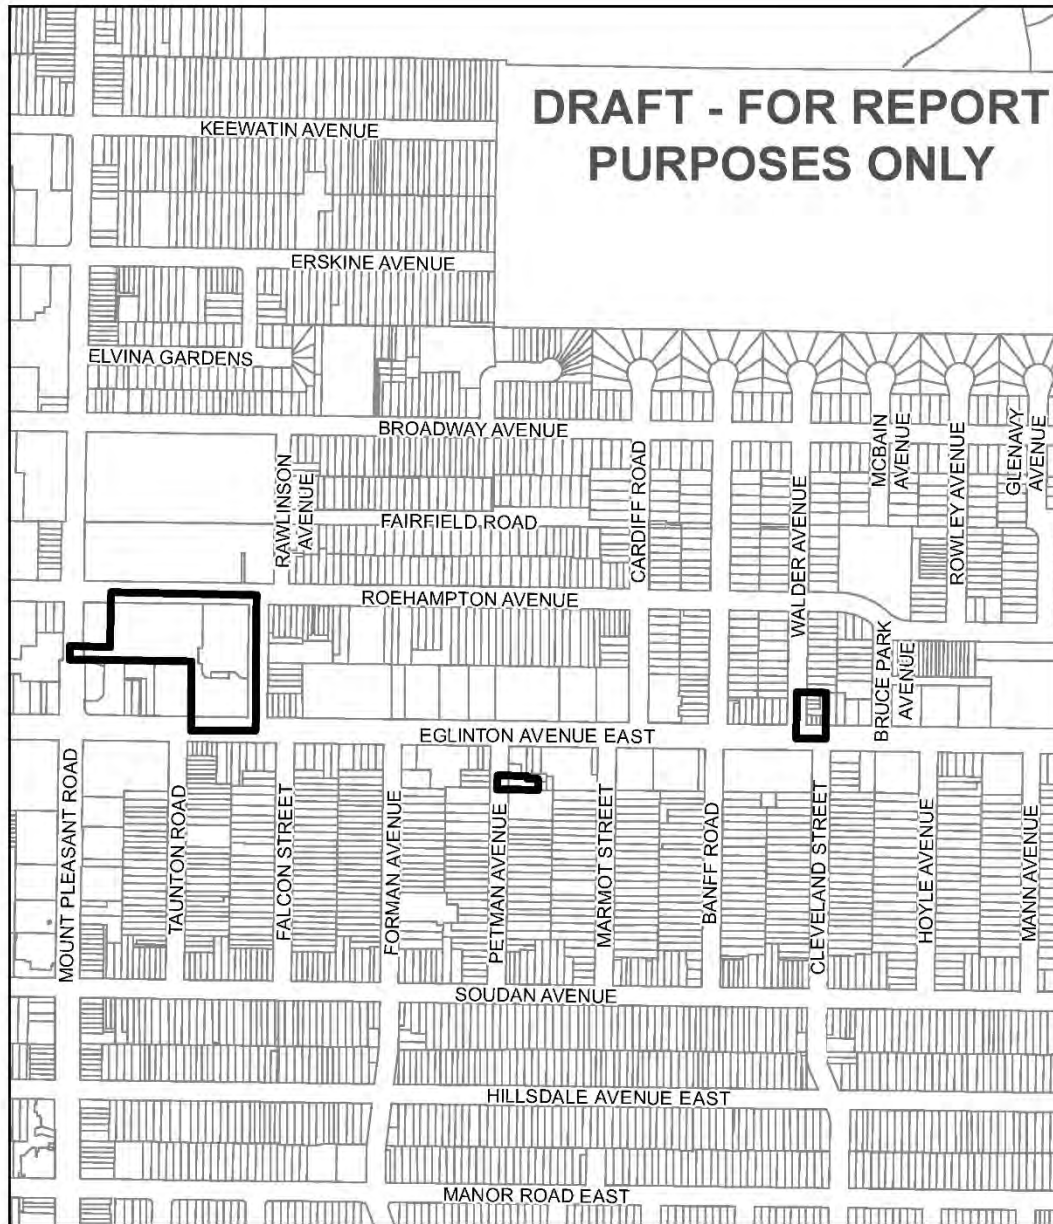 DRAFT - FOR REPORT
PURPOSES ONLY
KEEWATIN AVENUE
ERSKINE AVENUE
ELVINA GARDENS
BROADWAY AVENUE
RAWLINSON
AVENUE
FAIRFIELD ROAD
CARDIFF ROAD
WALDER AVENUE
MCBAIN
AVENUE
ROWLEY AVENUE
GLENAVY
AVENUE
ROEHAMPTON AVENUE
BRUCE PARK
AVENUE
EGLINTON AVENUE EAST
MOUNT PLEASANT ROAD
TAUNTON ROAD
FALCON STREET
FORMAN AVENUE
PETMAN AVENUE
MARMOT STREET
BANFF ROAD
CLEVELAND STREET
HOYLE AVENUE
MANN AVENUE
SOUDAN AVENUE
HILLSDALE AVENUE EAST
MANOR ROAD EAST